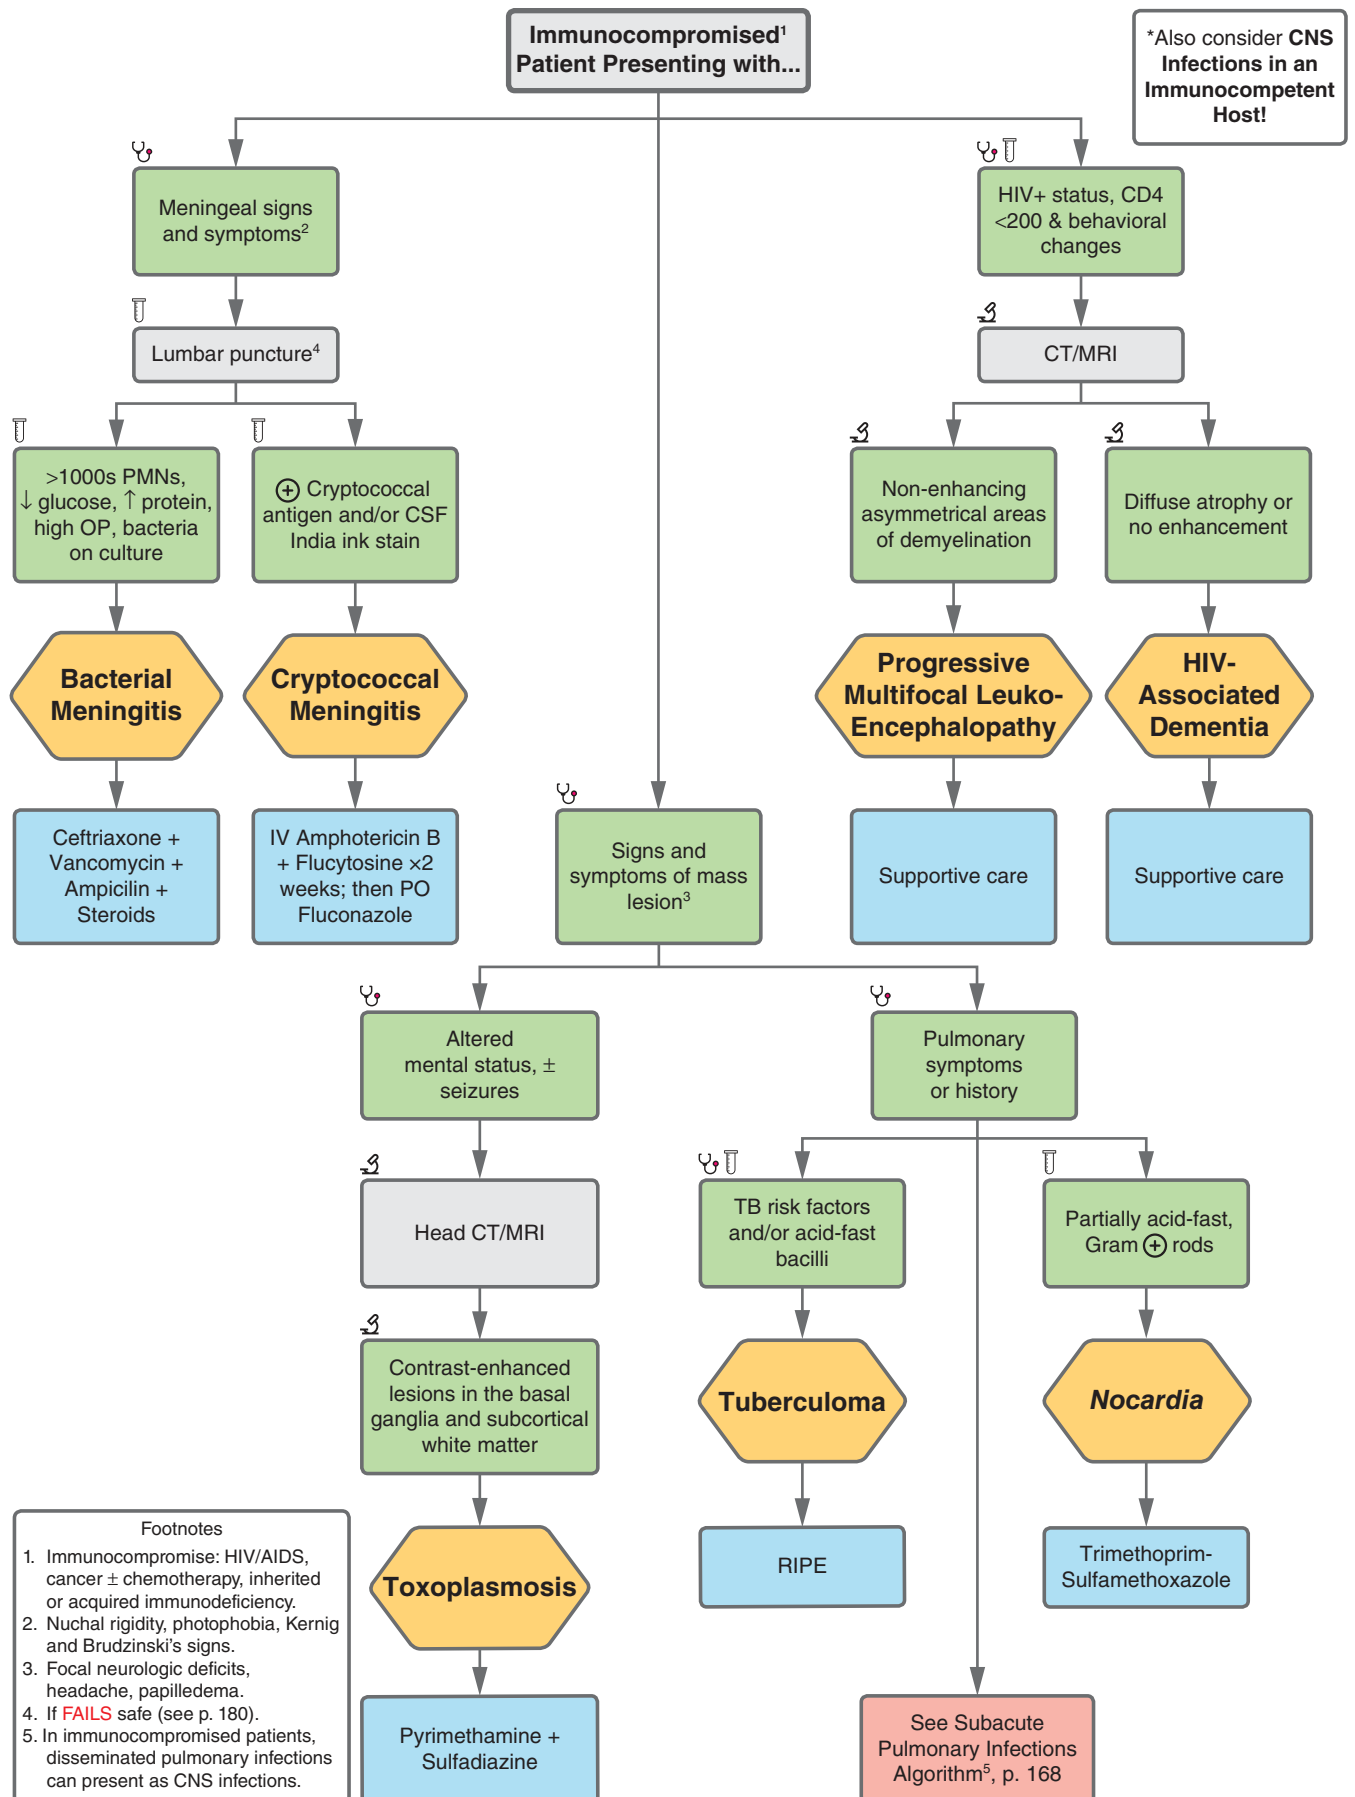 Immunocompromised¹
Patient Presenting with...
*Also consider CNS
Infections in an
Immunocompetent
Host!
Meningeal signs
and symptoms²
HIV+ status, CD4
<200 & behavioral
changes
Lumbar puncture⁴
CT/MRI
>1000s PMNs,
↓ glucose, ↑ protein,
high OP, bacteria
on culture
⊕ Cryptococcal
antigen and/or CSF
India ink stain
Non-enhancing
asymmetrical areas
of demyelination
Diffuse atrophy or
no enhancement
Bacterial
Meningitis
Cryptococcal
Meningitis
Progressive
Multifocal Leuko-
Encephalopathy
HIV-
Associated
Dementia
Ceftriaxone +
Vancomycin +
Ampicilin +
Steroids
IV Amphotericin B
+ Flucytosine ×2
weeks; then PO
Fluconazole
Signs and
symptoms of mass
lesion³
Supportive care
Supportive care
Altered
mental status, ±
seizures
Pulmonary
symptoms
or history
Head CT/MRI
TB risk factors
and/or acid-fast
bacilli
Partially acid-fast,
Gram ⊕ rods
Contrast-enhanced
lesions in the basal
ganglia and subcortical
white matter
Tuberculoma
Nocardia
Toxoplasmosis
RIPE
Trimethoprim-
Sulfamethoxazole
Pyrimethamine +
Sulfadiazine
See Subacute
Pulmonary Infections
Algorithm⁵, p. 168
Footnotes
1. Immunocompromise: HIV/AIDS,
cancer ± chemotherapy, inherited
or acquired immunodeficiency.
2. Nuchal rigidity, photophobia, Kernig
and Brudzinski's signs.
3. Focal neurologic deficits,
headache, papilledema.
4. If FAILS safe (see p. 180).
5. In immunocompromised patients,
disseminated pulmonary infections
can present as CNS infections.